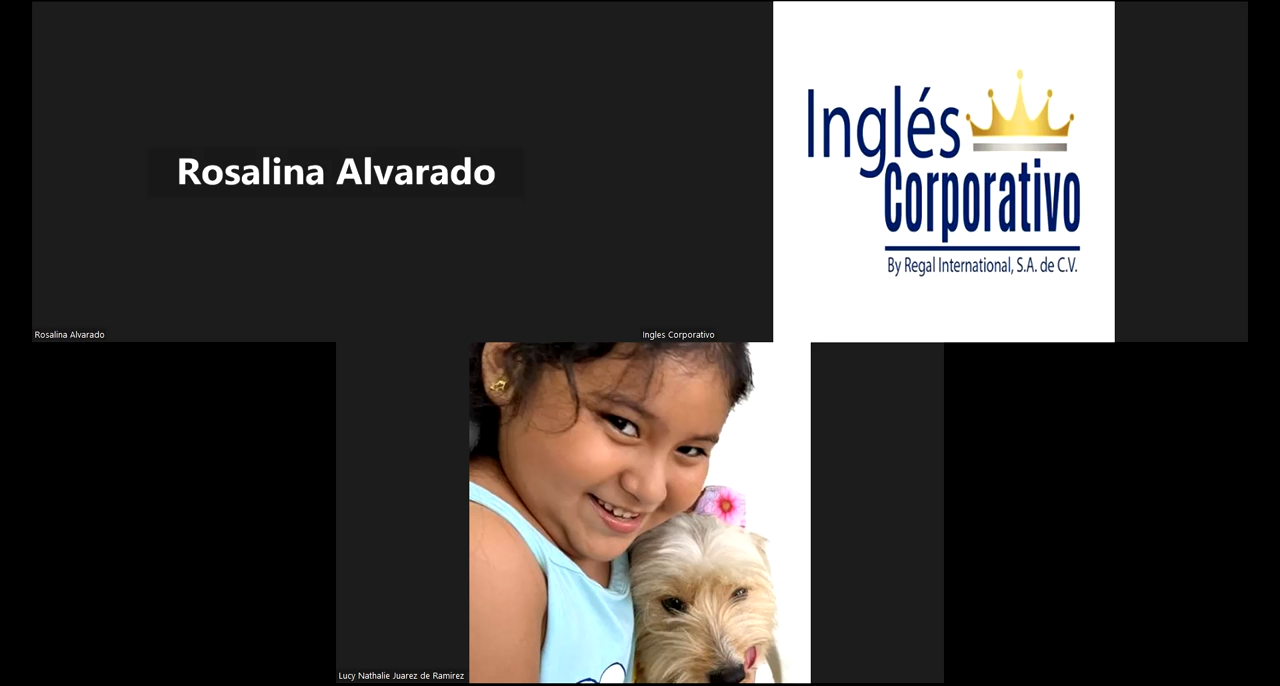 Rosalina Alvarado
Inglés
Corporativo
By Regal International, S.A. de C.V.
Rosalina Alvarado
Ingles Corporativo
Lucy Nathalie Juarez de Ramirez